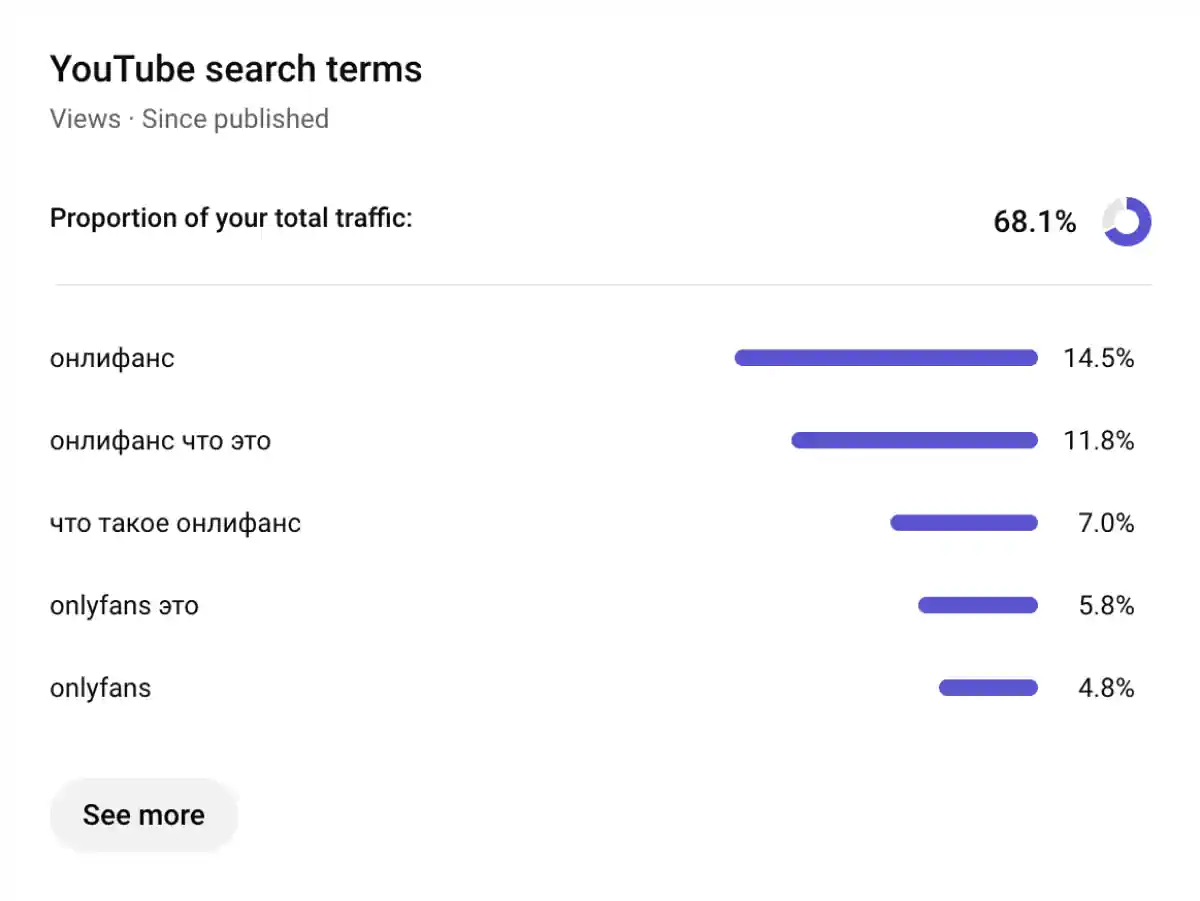 YouTube search terms
Views · Since published
Proportion of your total traffic: 68.1%
онлифанс 14.5%
онлифанс что это 11.8%
что такое онлифанс 7.0%
onlyfans это 5.8%
onlyfans 4.8%
See more